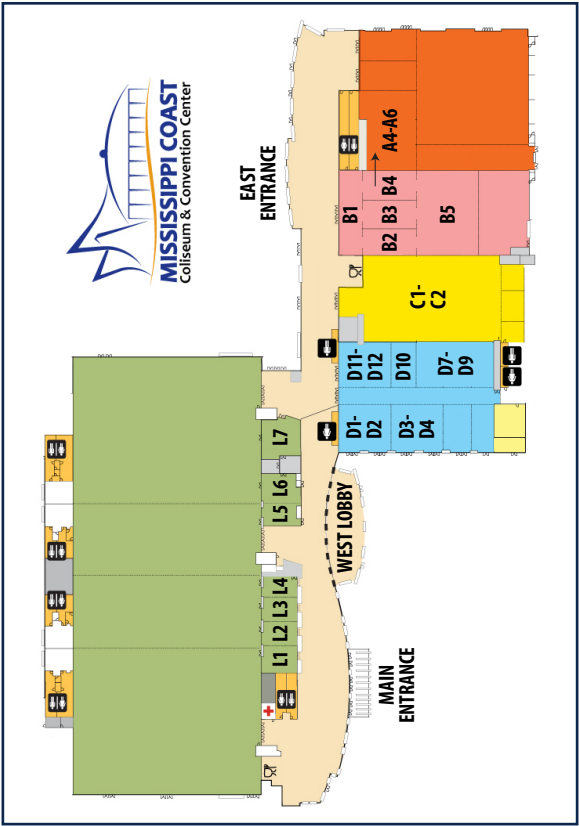 MISSISSIPPI COAST
Coliseum & Convention Center
EAST
ENTRANCE
A4-A6
B1
B2
B3
B4
B5
C1-
C2
D11-
D12
D10
D7-
D9
D1-
D2
D3-
D4
L7
L6
L5
L4
L3
L2
L1
WEST LOBBY
MAIN
ENTRANCE